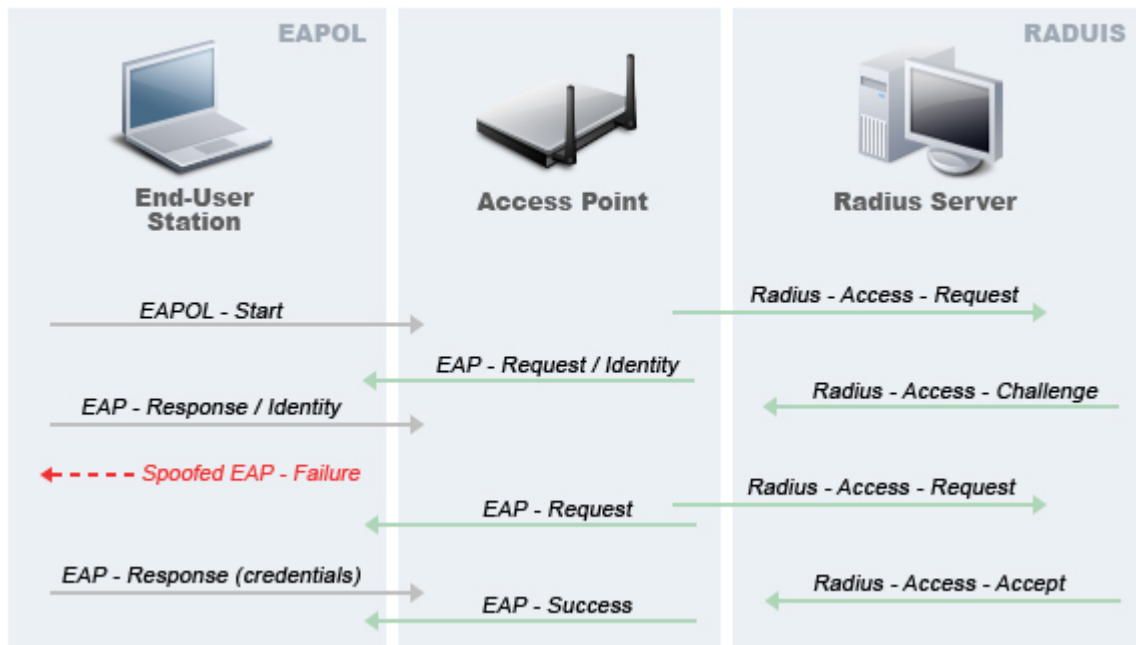 EAPOL
RADUIS
End-User
Station
Access Point
Radius Server
Radius - Access - Request
EAPOL - Start
EAP - Request / Identity
Radius - Access - Challenge
EAP - Response / Identity
Spoofed EAP - Failure
Radius - Access - Request
EAP - Request
EAP - Response (credentials)
Radius - Access - Accept
EAP - Success